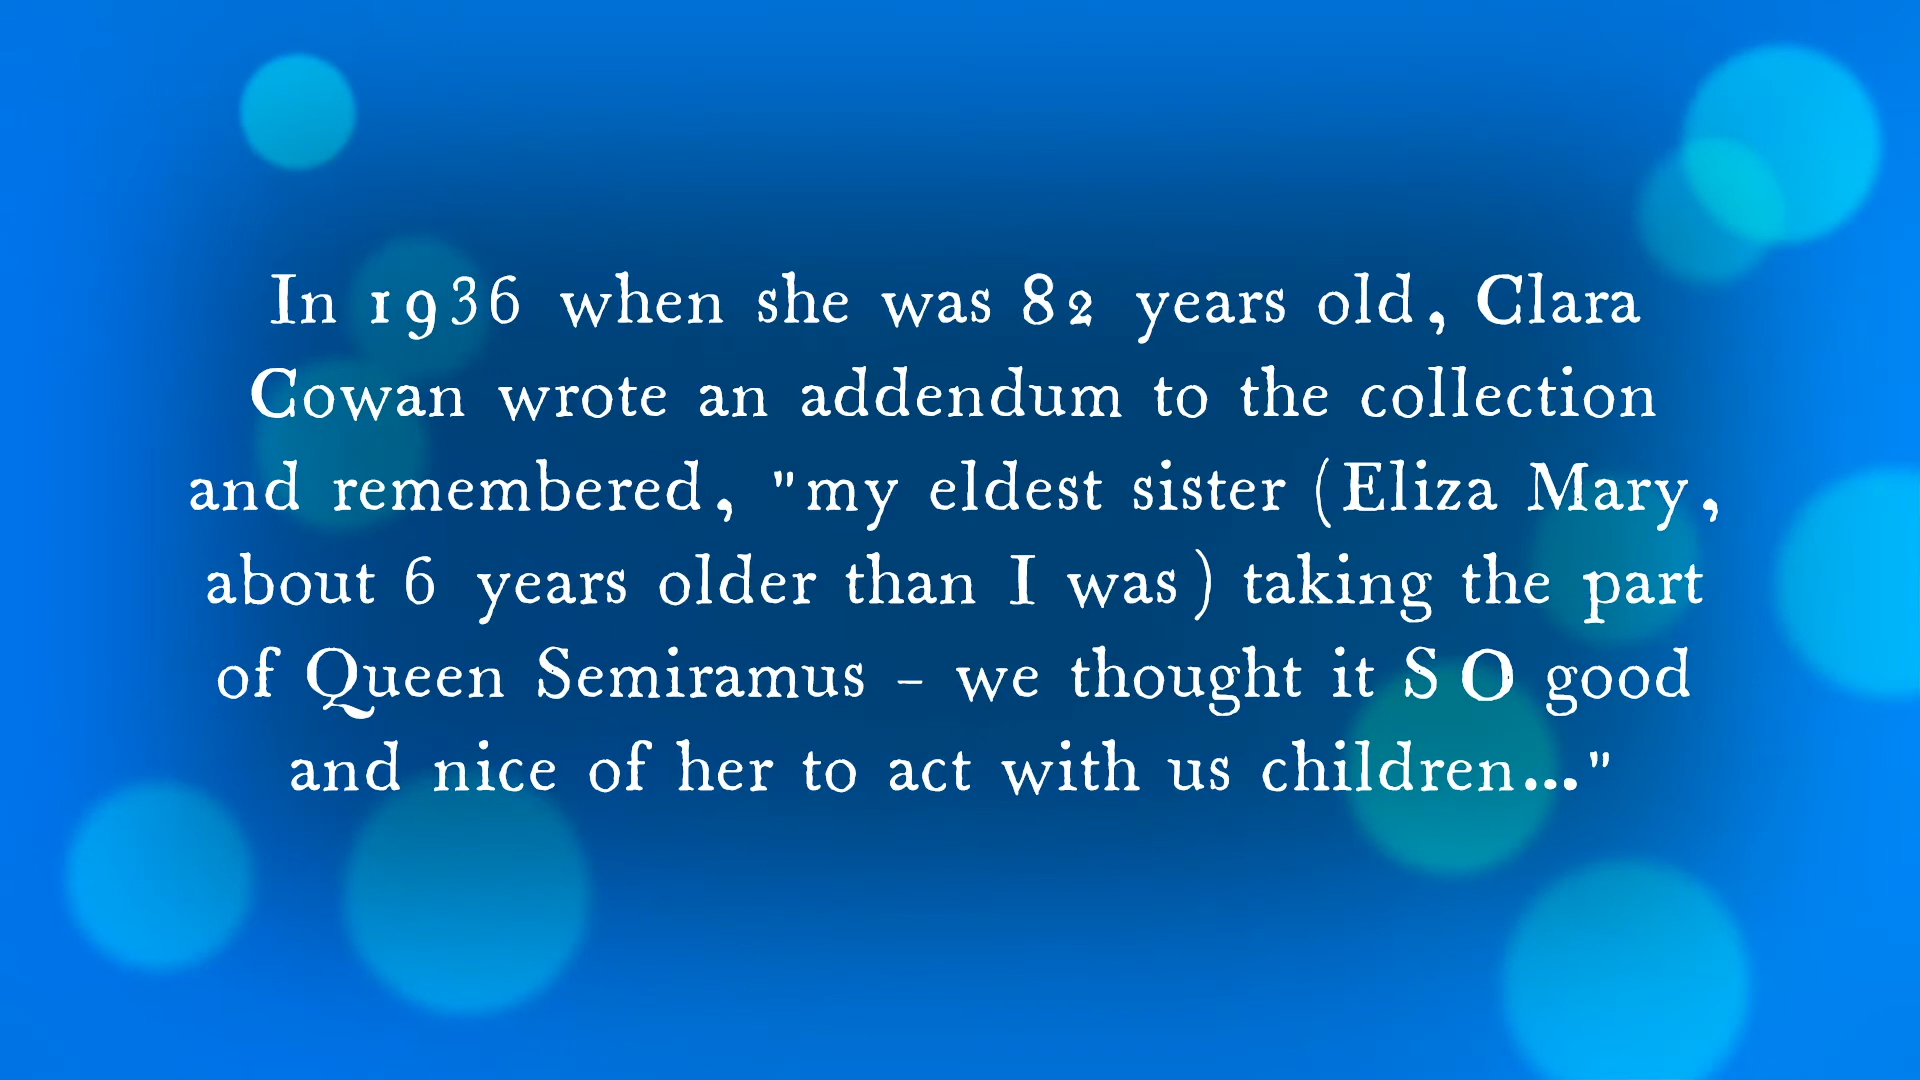 In 1936 when she was 82 years old, Clara
Cowan wrote an addendum to the collection
and remembered, "my eldest sister (Eliza Mary,
about 6 years older than I was) taking the part
of Queen Semiramus – we thought it SO good
and nice of her to act with us children..."